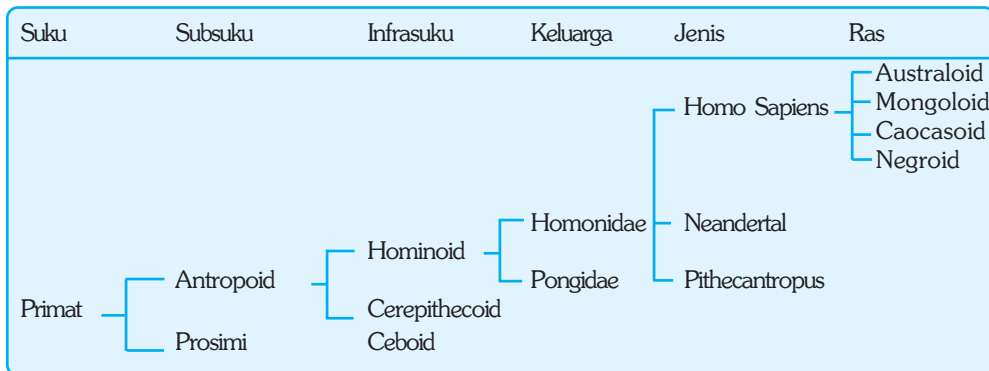 Suku Subsuku Infrasuku Keluarga Jenis Ras
Australoid
Homo Sapiens Mongoloid
Caocasoid
Negroid
Homonidae Neandertal
Hominoid
Antropoid Pongidae Pithecantropus
Primat Cerepithecoid
Prosimi Ceboid